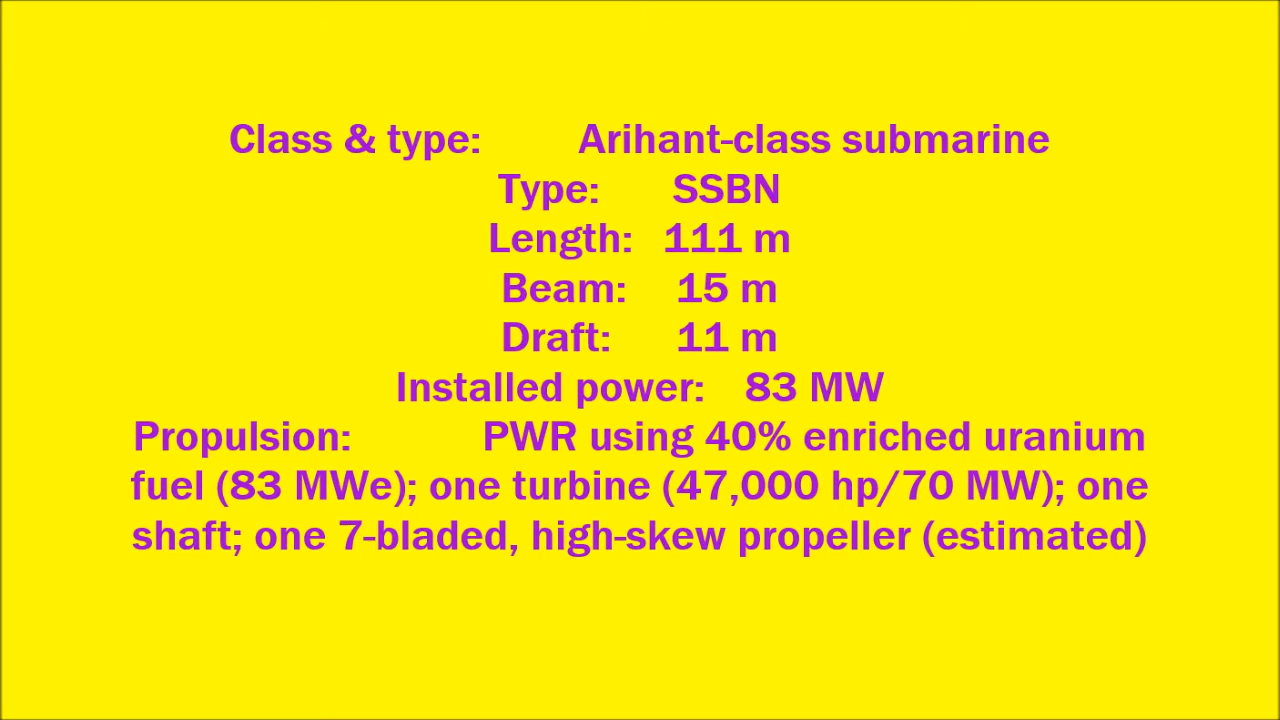 Class & type: Arihant-class submarine
Type: SSBN
Length: 111 m
Beam: 15 m
Draft: 11 m
Installed power: 83 MW
Propulsion: PWR using 40% enriched uranium
fuel (83 MWe); one turbine (47,000 hp/70 MW); one
shaft; one 7-bladed, high-skew propeller (estimated)